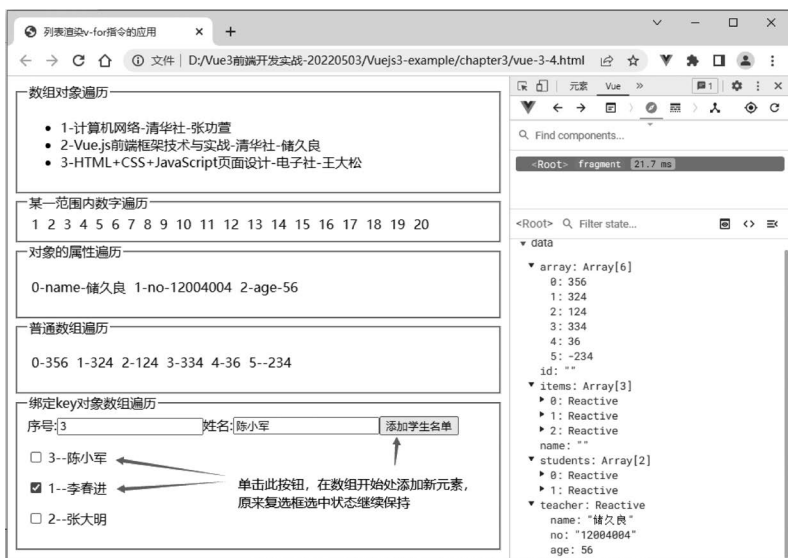 列表渲染v-for指令的应用
文件 D:/Vue3前端开发实战-20220503/Vuejs3-example/chapter3/vue-3-4.html
数组对象遍历
1-计算机网络-清华社-张功萱
2-Vue.js前端框架技术与实战-清华社-储久良
3-HTML+CSS+JavaScript页面设计-电子社-王大松
某一范围内数字遍历
1 2 3 4 5 6 7 8 9 10 11 12 13 14 15 16 17 18 19 20
对象的属性遍历
0-name-储久良 1-no-12004004 2-age-56
普通数组遍历
0-356 1-324 2-124 3-334 4-36 5--234
绑定key对象数组遍历
序号:3 姓名:陈小军 添加学生名单
3--陈小军
1--李春进
2--张大明
单击此按钮，在数组开始处添加新元素，
原来复选框选中状态继续保持
元素 Vue » 1
Find components...
<Root> fragment 21.7 ms
<Root> Filter state...
data
array: Array[6]
0: 356
1: 324
2: 124
3: 334
4: 36
5: -234
id: ""
items: Array[3]
0: Reactive
1: Reactive
2: Reactive
name: ""
students: Array[2]
0: Reactive
1: Reactive
teacher: Reactive
name: "储久良"
no: "12004004"
age: 56